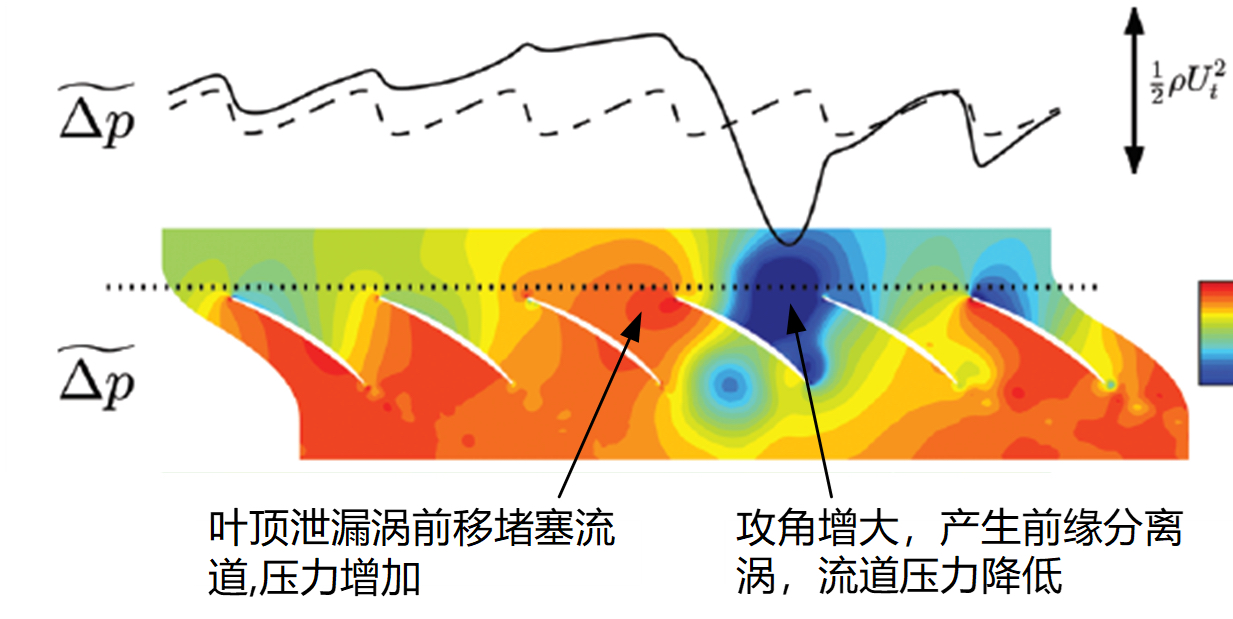 $\widetilde{\Delta p}$
$\frac{1}{2}\rho U_t^2$
$\widetilde{\Delta p}$
叶顶泄漏涡前移堵塞流
道,压力增加
攻角增大，产生前缘分离
涡，流道压力降低